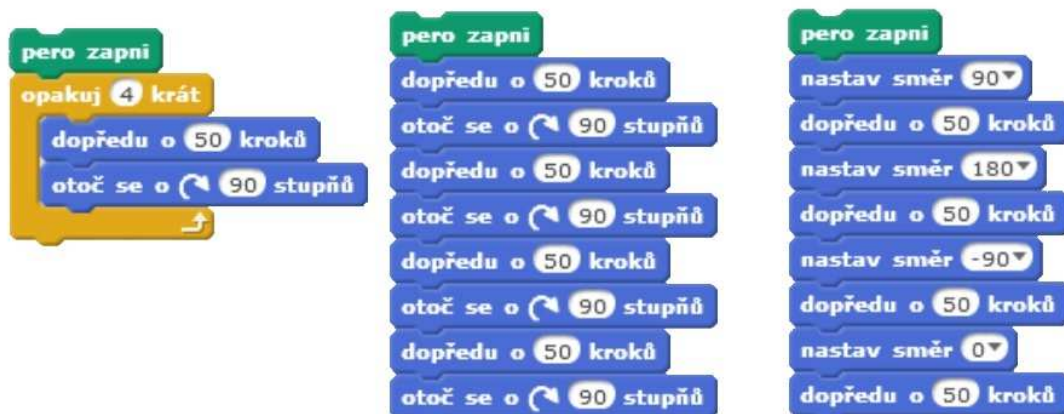 pero zapni
opakuj 4 krát
dopředu o 50 kroků
otoč se o 90 stupňů
pero zapni
dopředu o 50 kroků
otoč se o 90 stupňů
dopředu o 50 kroků
otoč se o 90 stupňů
dopředu o 50 kroků
otoč se o 90 stupňů
dopředu o 50 kroků
otoč se o 90 stupňů
pero zapni
nastav směr 90
dopředu o 50 kroků
nastav směr 180
dopředu o 50 kroků
nastav směr -90
dopředu o 50 kroků
nastav směr 0
dopředu o 50 kroků